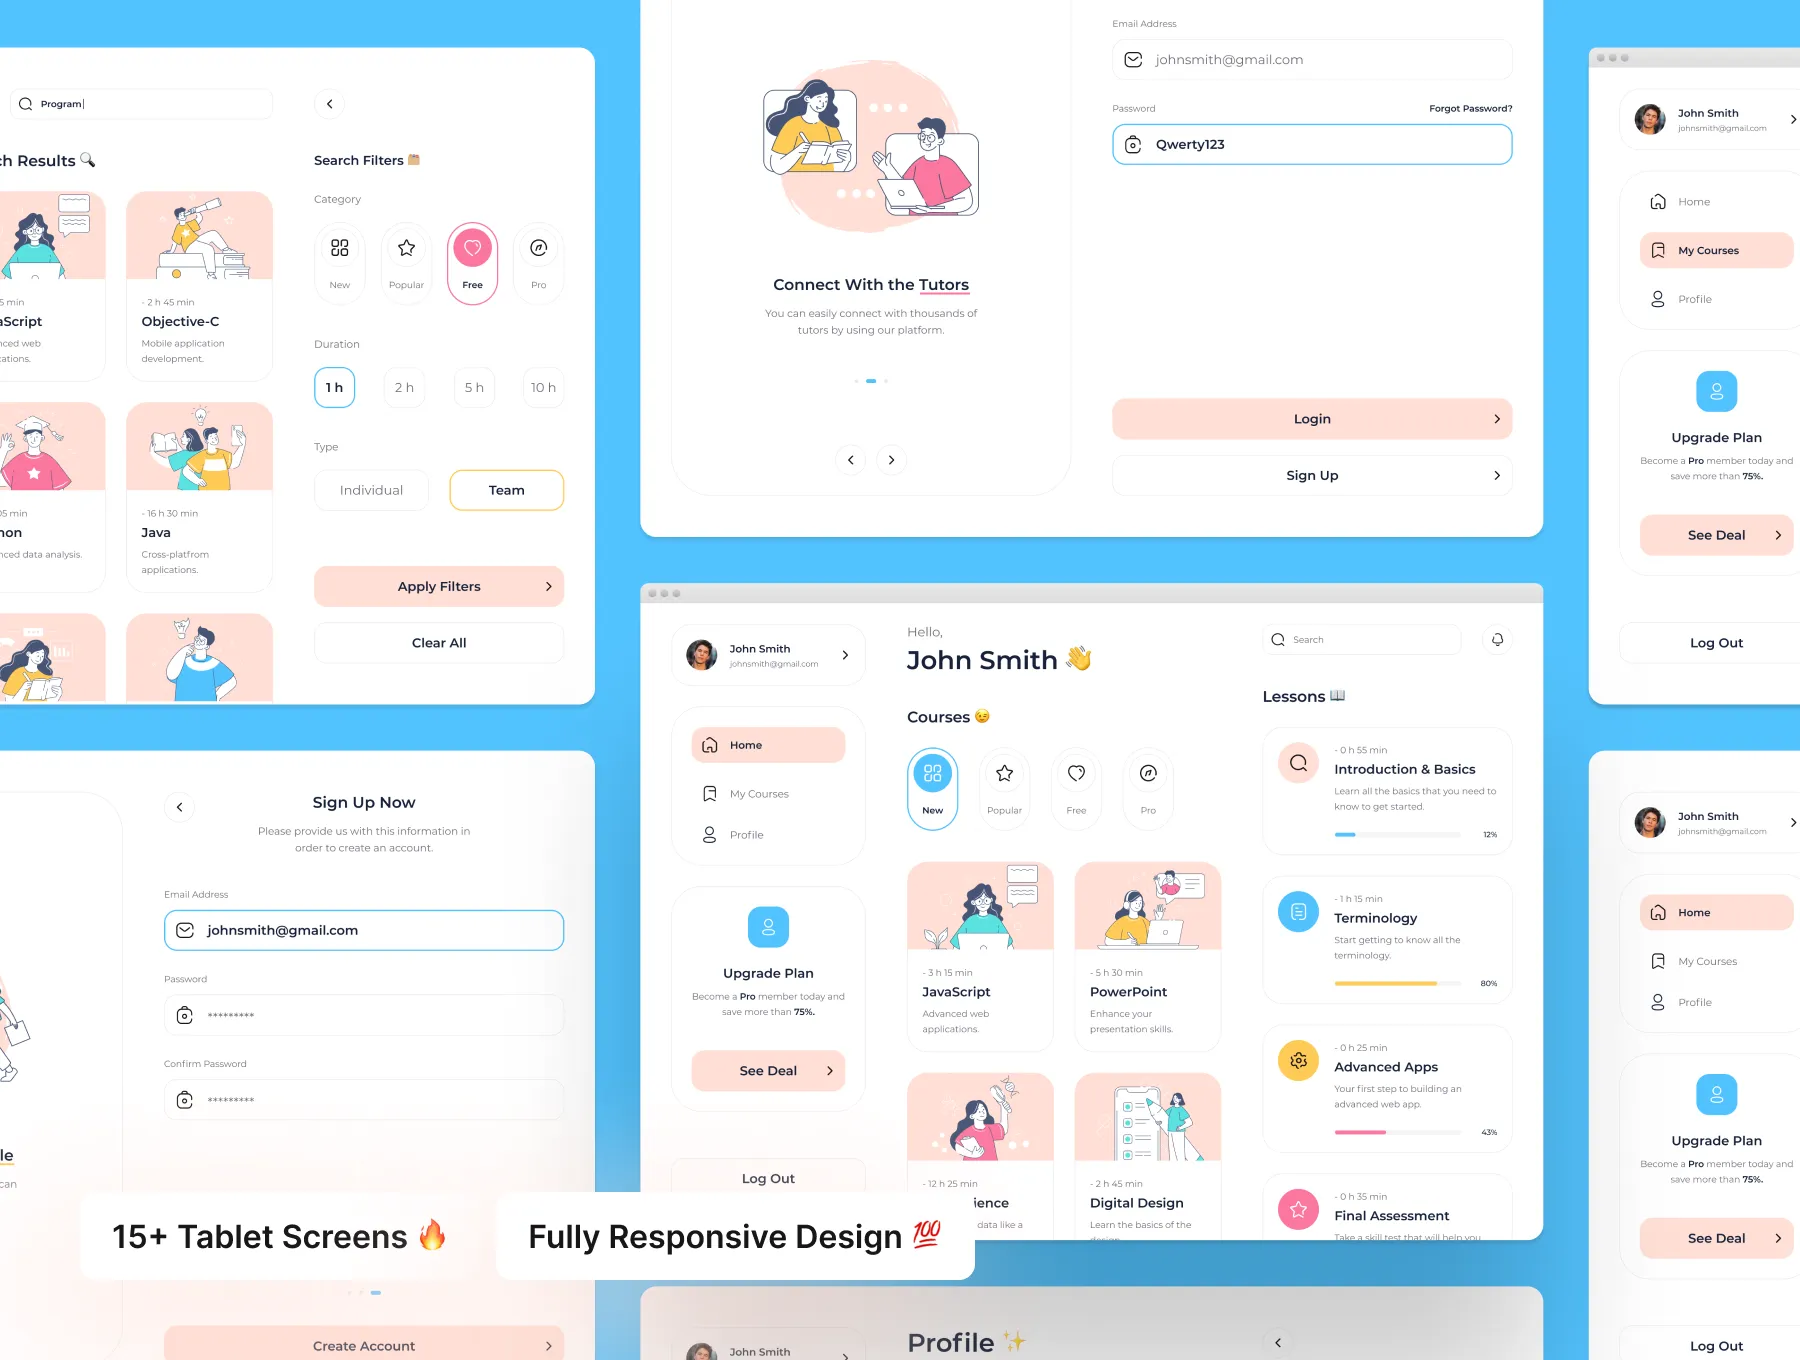 Program
ch Results 🔍
5 min
aScript
nced web
cations.
- 2 h 45 min
Objective-C
Mobile application
development.
05 min
hon
nced data analysis.
- 16 h 30 min
Java
Cross-platfrom
applications.
Search Filters
Category
New
Popular
Free
Pro
Duration
1 h
2 h
5 h
10 h
Type
Individual
Team
Apply Filters
Clear All
Connect With the Tutors
You can easily connect with thousands of
tutors by using our platform.
Email Address
johnsmith@gmail.com
Password
Forgot Password?
Qwerty123
Login
Sign Up
John Smith
johnsmith@gmail.com
Home
My Courses
Profile
Upgrade Plan
Become a Pro member today and
save more than 75%.
See Deal
Log Out
le
can
Sign Up Now
Please provide us with this information in
order to create an account.
Email Address
johnsmith@gmail.com
Password
*********
Confirm Password
*********
Create Account
John Smith
johnsmith@gmail.com
Home
My Courses
Profile
Upgrade Plan
Become a Pro member today and
save more than 75%.
See Deal
Log Out
Hello,
John Smith 👋
Courses 😉
New
Popular
Free
Pro
- 3 h 15 min
JavaScript
Advanced web
applications.
- 5 h 30 min
PowerPoint
Enhance your
presentation skills.
- 12 h 25 min
ience
data like a
- 2 h 45 min
Digital Design
Learn the basics of the
design
Search
Lessons 📖
- 0 h 55 min
Introduction & Basics
Learn all the basics that you need to
know to get started.
12%
- 1 h 15 min
Terminology
Start getting to know all the
terminology.
80%
- 0 h 25 min
Advanced Apps
Your first step to building an
advanced web app.
43%
- 0 h 35 min
Final Assessment
Take a skill test that will help you
John Smith
johnsmith@gmail.com
Home
My Courses
Profile
Upgrade Plan
Become a Pro member today and
save more than 75%.
See Deal
Log Out
15+ Tablet Screens 🔥
Fully Responsive Design 💯
John Smith
Profile ✨